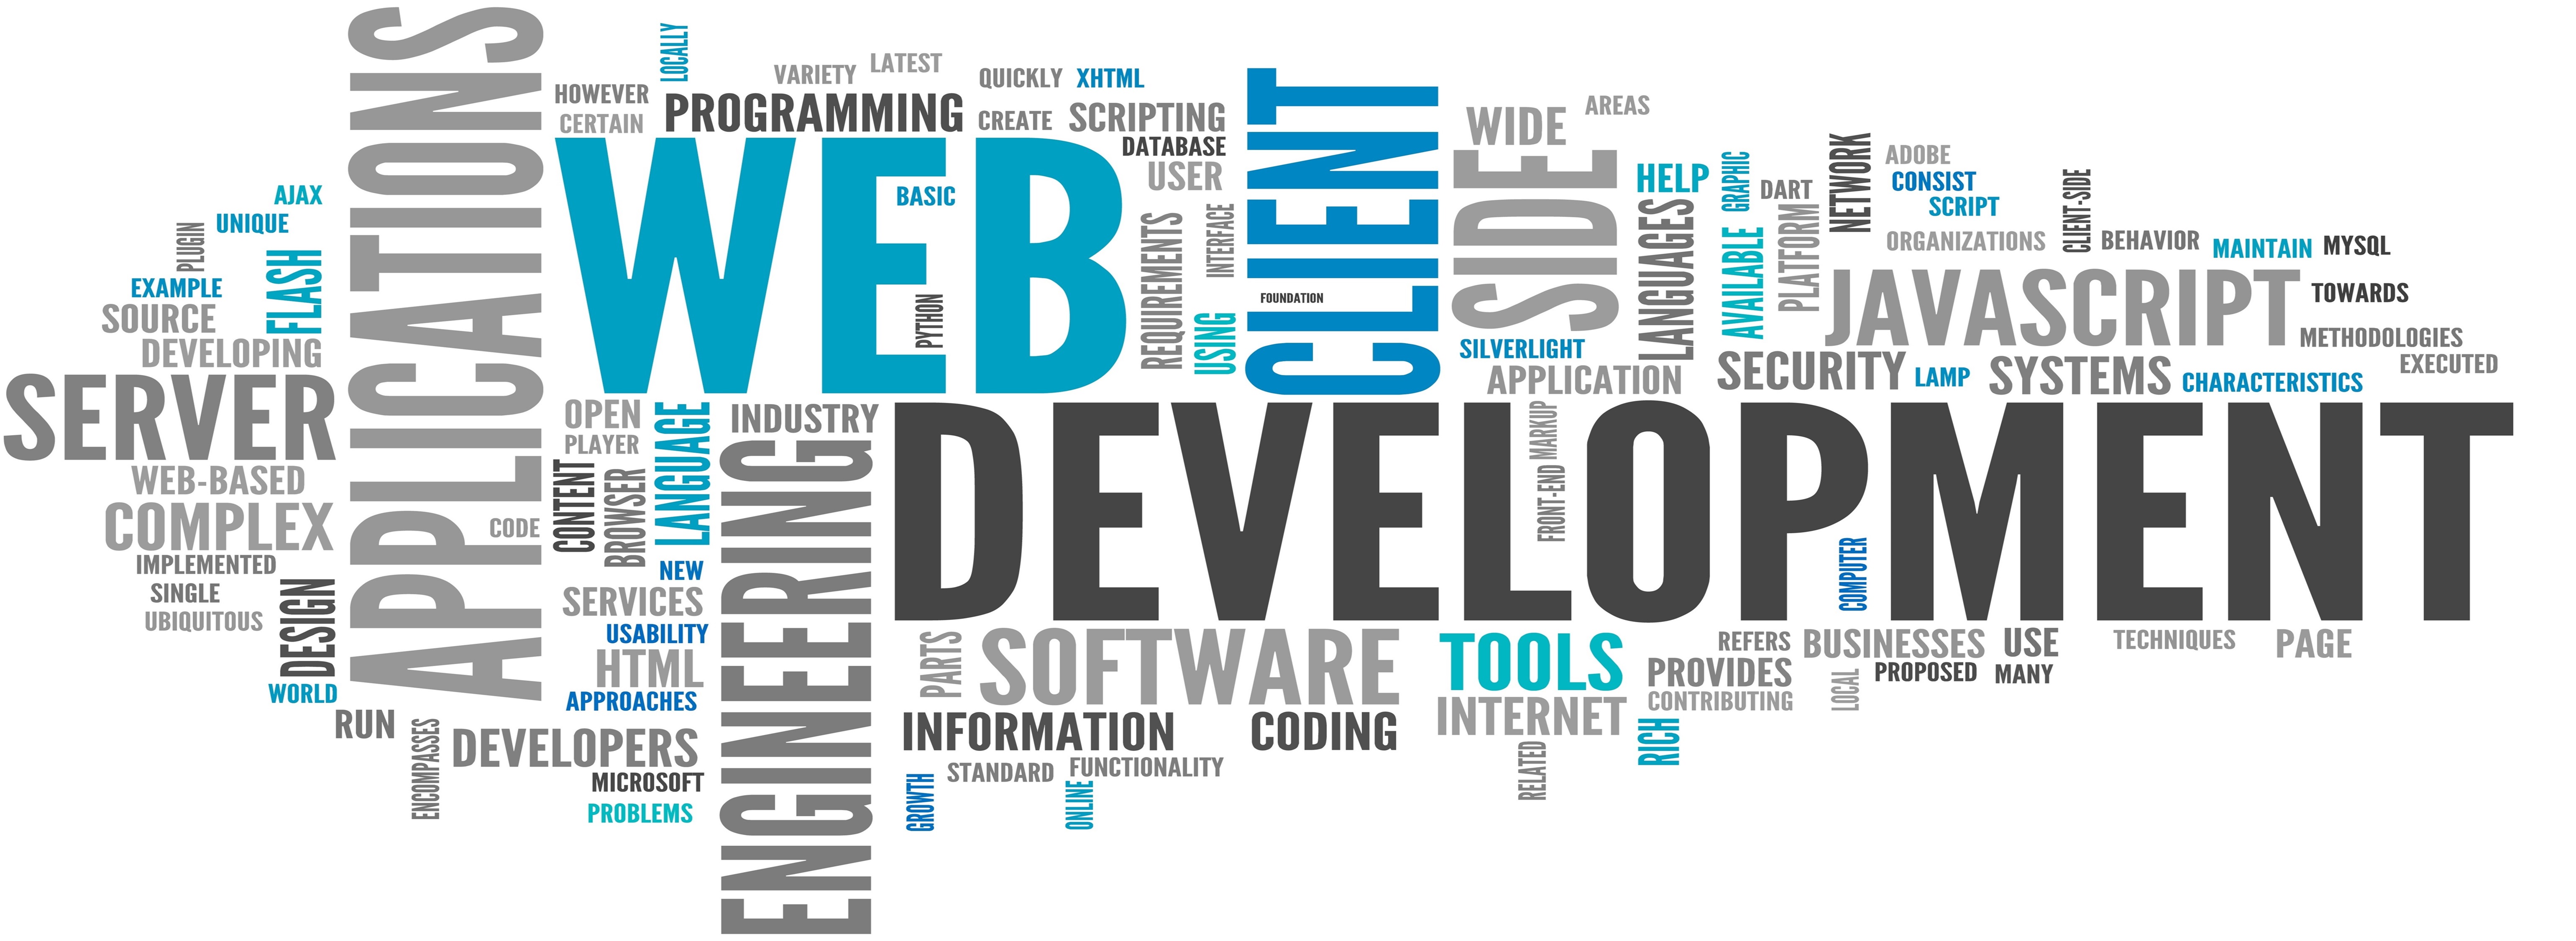 APPLICATIONS
LOCALLY
VARIETY
LATEST
HOWEVER
CERTAIN
PROGRAMMING
QUICKLY
XHTML
CREATE
SCRIPTING
DATABASE
USER
WEB
BASIC
PYTHON
REQUIREMENTS
INTERFACE
USING
CLIENT
FOUNDATION
WIDE
AREAS
SIDE
SILVERLIGHT
APPLICATION
HELP
LANGUAGES
GRAPHIC
AVAILABLE
DART
PLATFORM
NETWORK
ADOBE
CONSIST
SCRIPT
ORGANIZATIONS
CLIENT-SIDE
BEHAVIOR
MAINTAIN
MYSQL
JAVASCRIPT
TOWARDS
METHODOLOGIES
EXECUTED
SECURITY
LAMP
SYSTEMS
CHARACTERISTICS
AJAX
UNIQUE
PLUGIN
FLASH
EXAMPLE
SOURCE
DEVELOPING
SERVER
WEB-BASED
COMPLEX
IMPLEMENTED
SINGLE
UBIQUITOUS
DESIGN
WORLD
CODE
RUN
ENCOMPASSES
DEVELOPERS
MICROSOFT
PROBLEMS
OPEN
PLAYER
CONTENT
BROWSER
LANGUAGE
NEW
SERVICES
USABILITY
HTML
APPROACHES
INDUSTRY
ENGINEERING
DEVELOPMENT
MARKUP
FRONT-END
COMPUTER
PARTS
SOFTWARE
INFORMATION
CODING
GROWTH
STANDARD
FUNCTIONALITY
ONLINE
TOOLS
INTERNET
RELATED
RICH
REFERS
PROVIDES
CONTRIBUTING
BUSINESSES
USE
LOCAL
PROPOSED
MANY
TECHNIQUES
PAGE